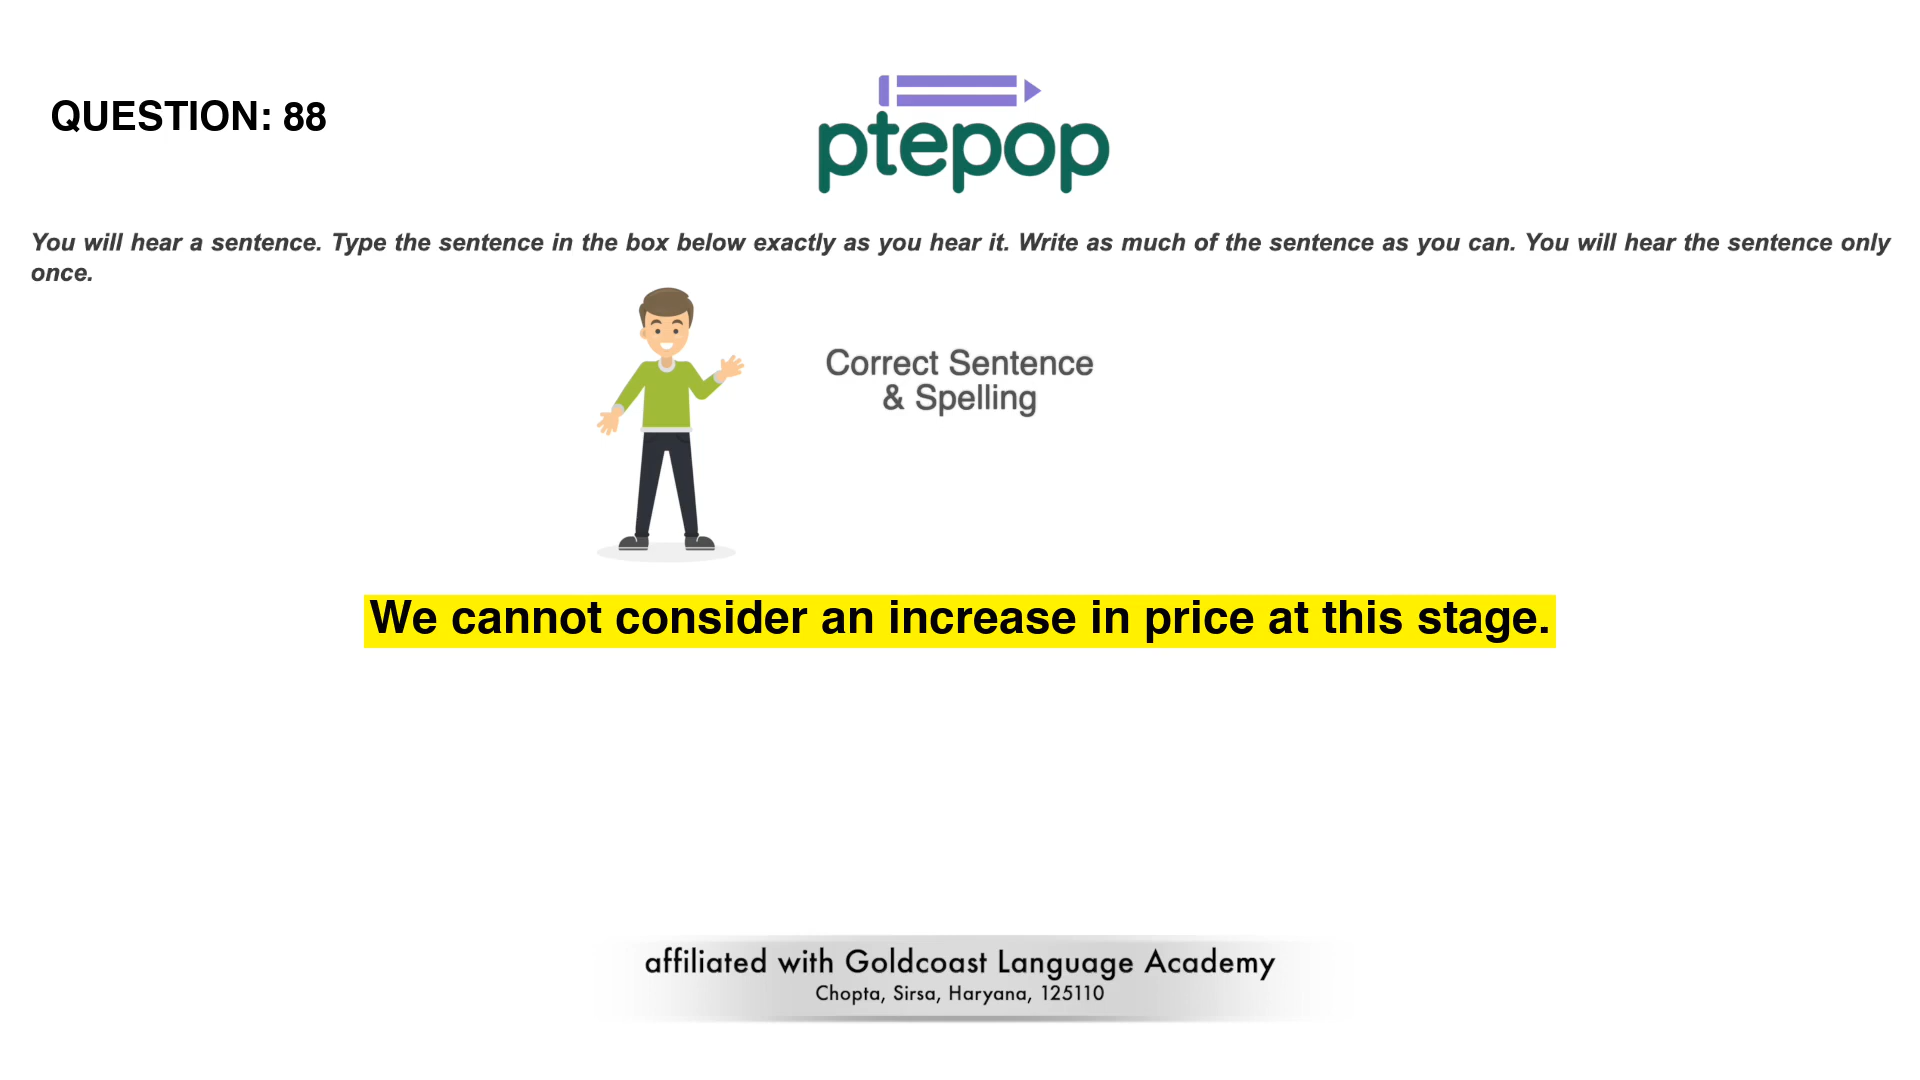 QUESTION: 88
ptepop
You will hear a sentence. Type the sentence in the box below exactly as you hear it. Write as much of the sentence as you can. You will hear the sentence only
once.
Correct Sentence
& Spelling
We cannot consider an increase in price at this stage.
affiliated with Goldcoast Language Academy
Chopta, Sirsa, Haryana, 125110